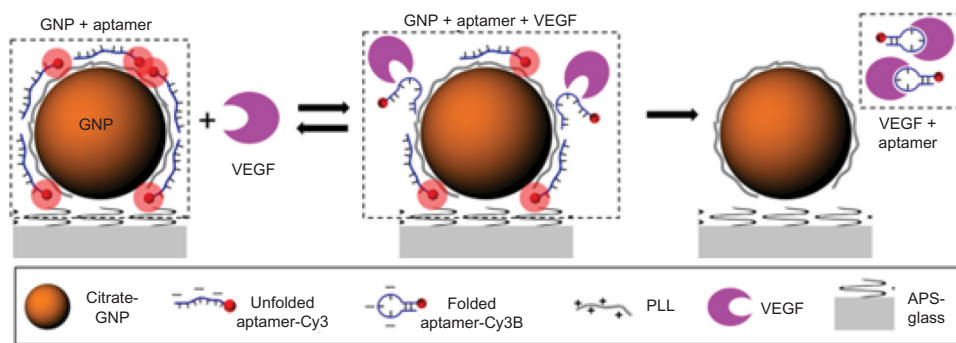 GNP + aptamer
GNP + aptamer + VEGF
GNP
+
VEGF
VEGF +
aptamer
Citrate-
GNP
Unfolded
aptamer-Cy3
Folded
aptamer-Cy3B
PLL
VEGF
APS-
glass